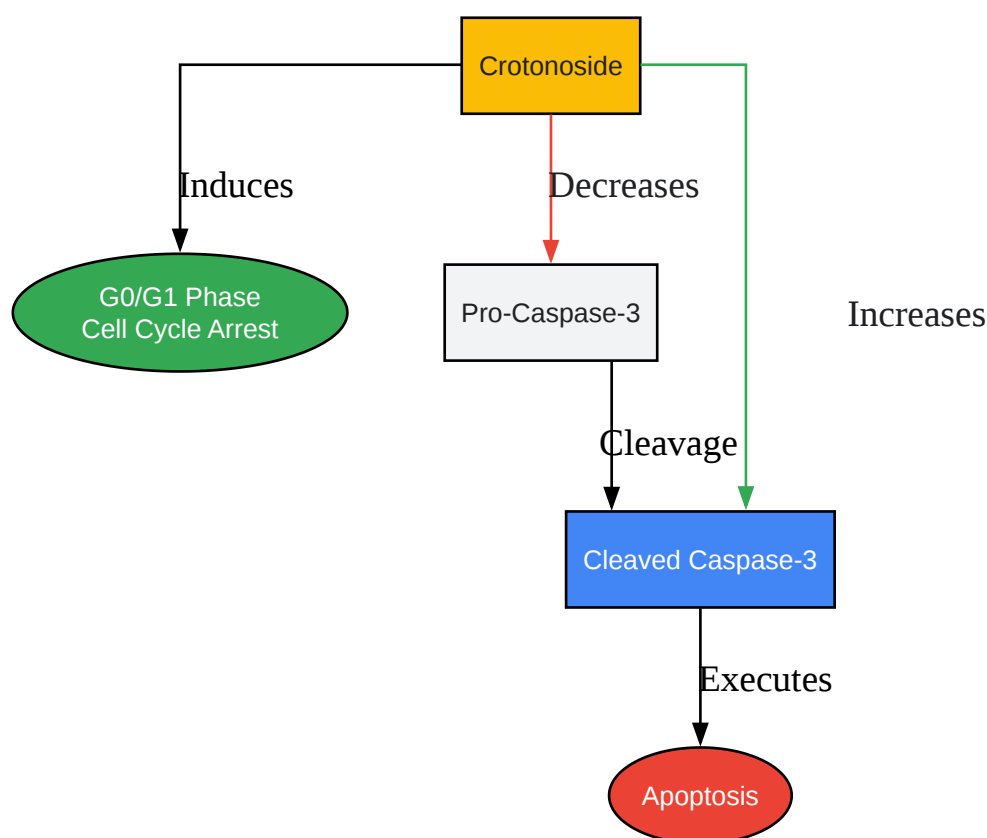 Crotonoside
Induces
Decreases
G0/G1 Phase
Cell Cycle Arrest
Pro-Caspase-3
Increases
Cleavage
Cleaved Caspase-3
Executes
Apoptosis